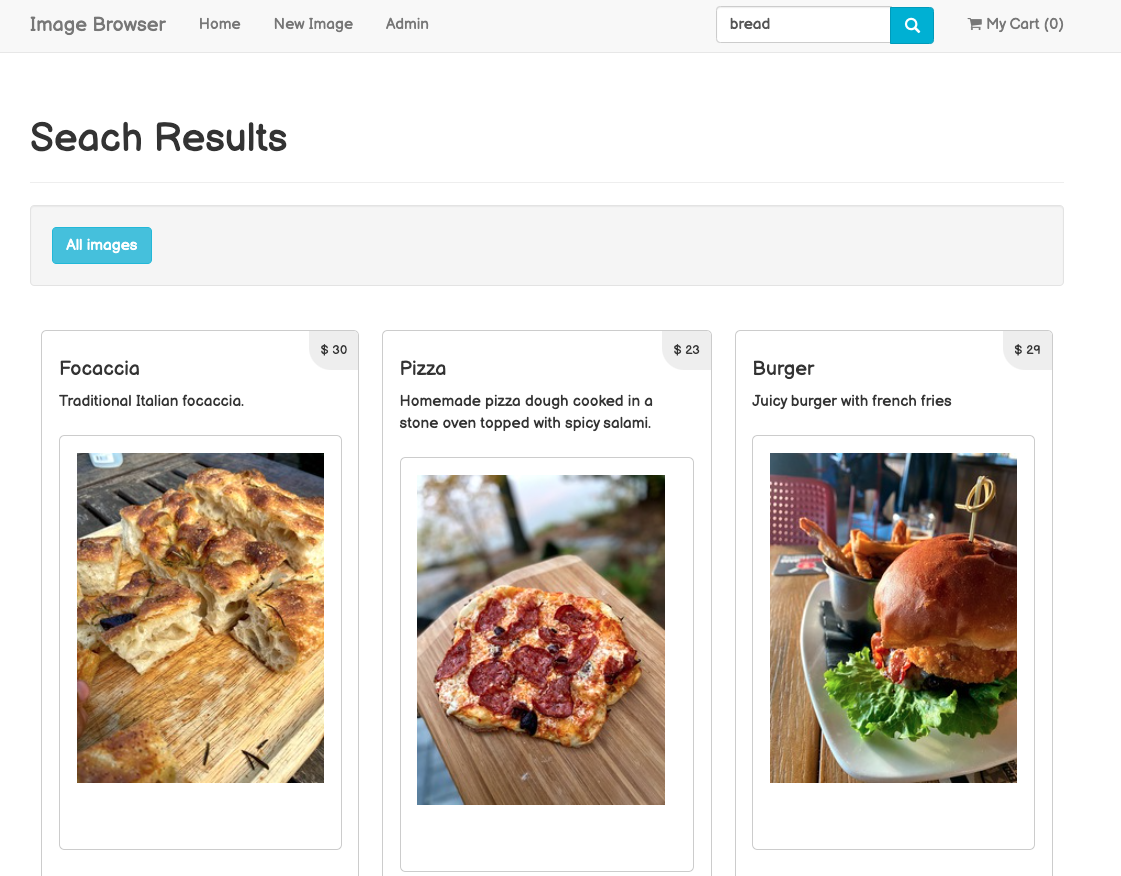 Image Browser Home New Image Admin bread My Cart (0)
Seach Results
All images
$ 30
Focaccia
Traditional Italian focaccia.
$ 23
Pizza
Homemade pizza dough cooked in a
stone oven topped with spicy salami.
$ 29
Burger
Juicy burger with french fries